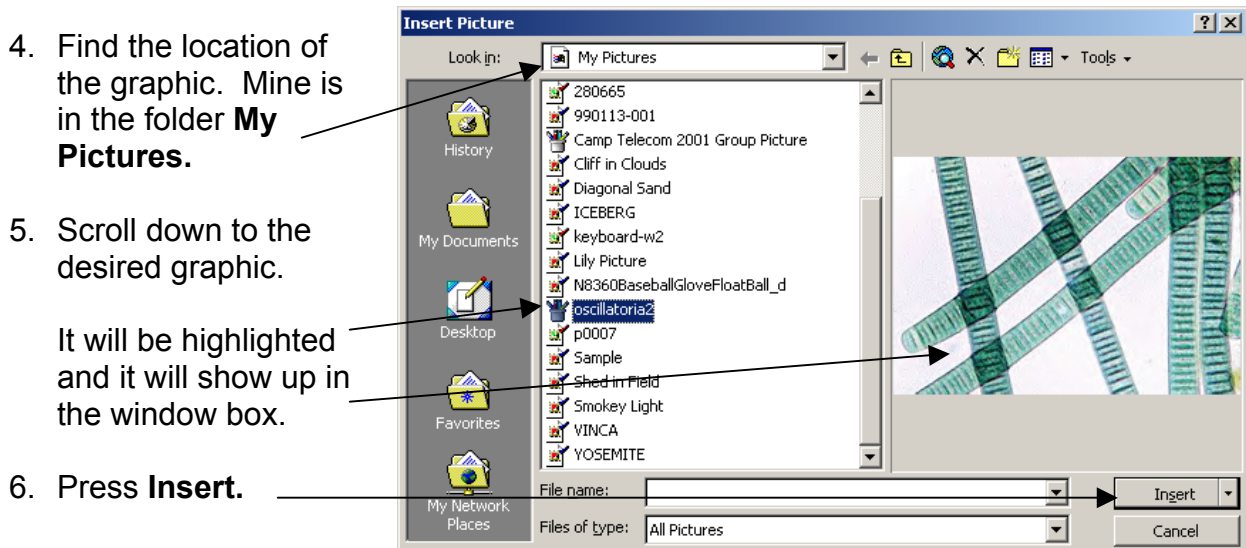 4. Find the location of
the graphic. Mine is
in the folder My
Pictures.
5. Scroll down to the
desired graphic.
It will be highlighted
and it will show up in
the window box.
6. Press Insert.
Insert Picture
Look in:
My Pictures
Tools
History
My Documents
Desktop
Favorites
My Network
Places
280665
990113-001
Camp Telecom 2001 Group Picture
Cliff in Clouds
Diagonal Sand
ICEBERG
keyboard-w2
Lily Picture
N8360BaseballGloveFloatBall_d
oscillatoria2
p0007
Sample
Shed in Field
Smokey Light
VINCA
YOSEMITE
File name:
Insert
Files of type:
All Pictures
Cancel